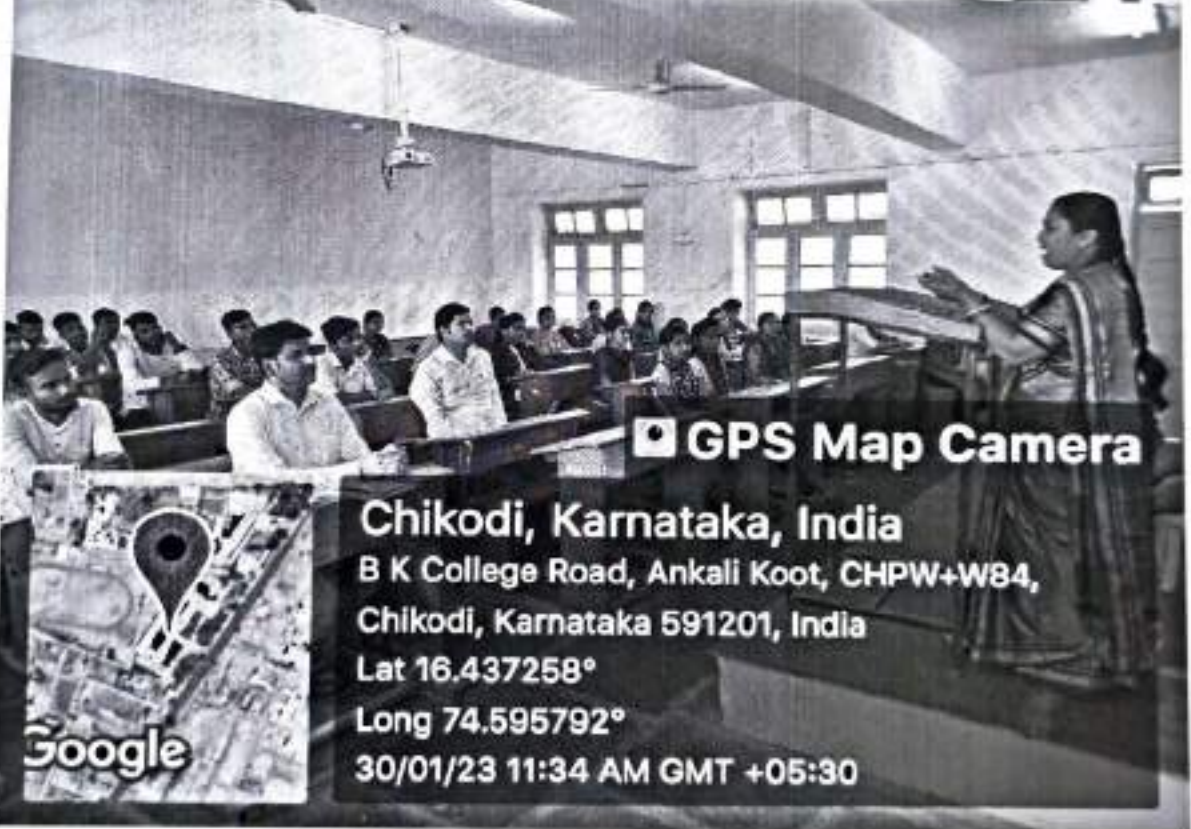 GPS Map Camera
Chikodi, Karnataka, India
B K College Road, Ankali Koot, CHPW+W84,
Chikodi, Karnataka 591201, India
Lat 16.437258°
Long 74.595792°
30/01/23 11:34 AM GMT +05:30
Google